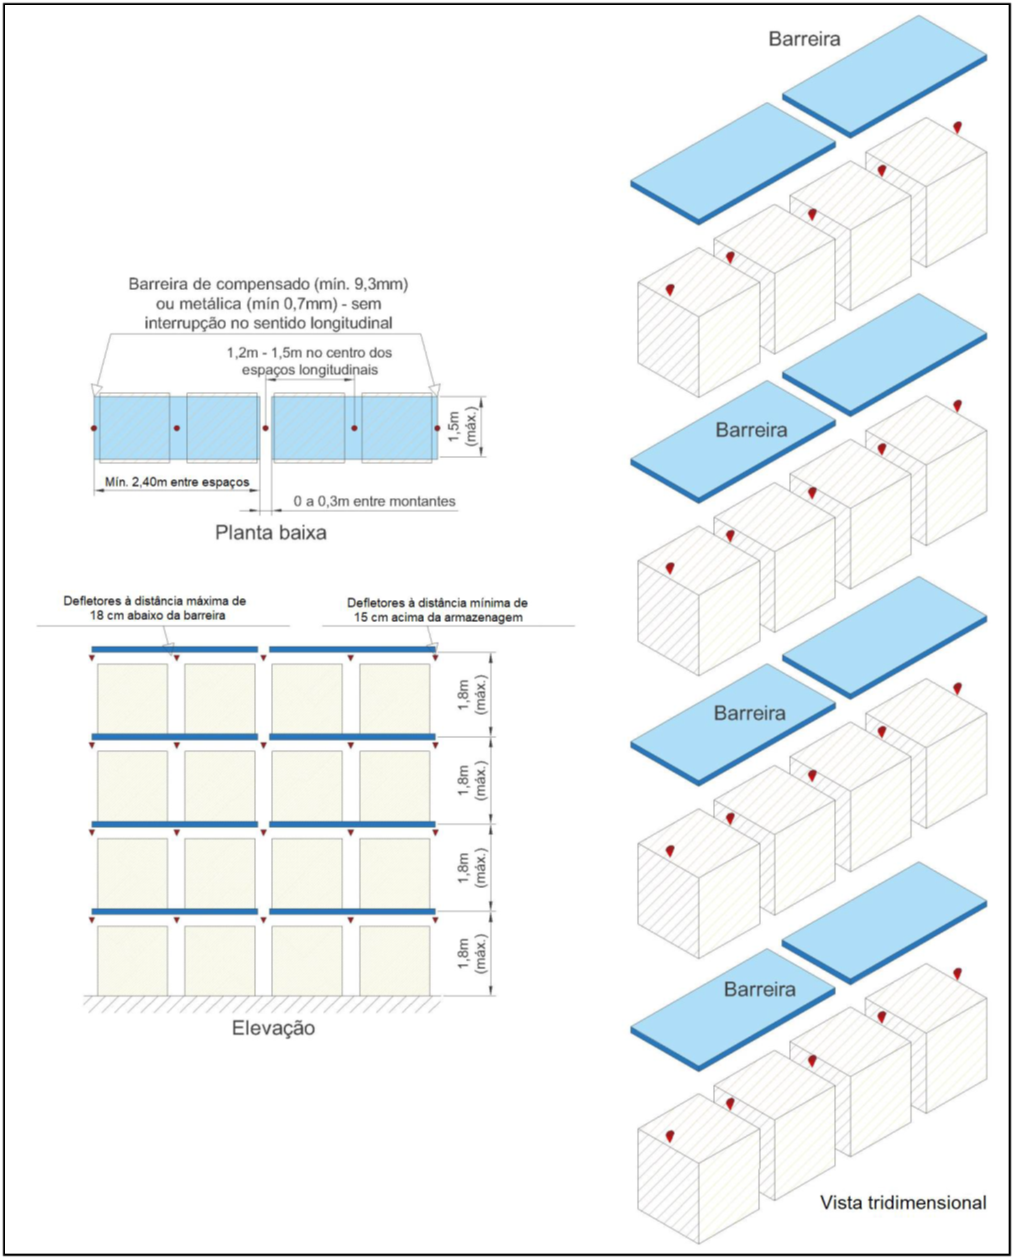 Barreira
Barreira de compensado (mín. 9,3mm)
ou metálica (mín 0,7mm) - sem
interrupção no sentido longitudinal
1,2m - 1,5m no centro dos
espaços longitudinais
1,5m
(máx.)
Mín. 2,40m entre espaços
0 a 0,3m entre montantes
Planta baixa
Barreira
Defletores à distância máxima de
18 cm abaixo da barreira
Defletores à distância mínima de
15 cm acima da armazenagem
1,8m
(máx.)
1,8m
(máx.)
1,8m
(máx.)
1,8m
(máx.)
Elevação
Barreira
Barreira
Vista tridimensional